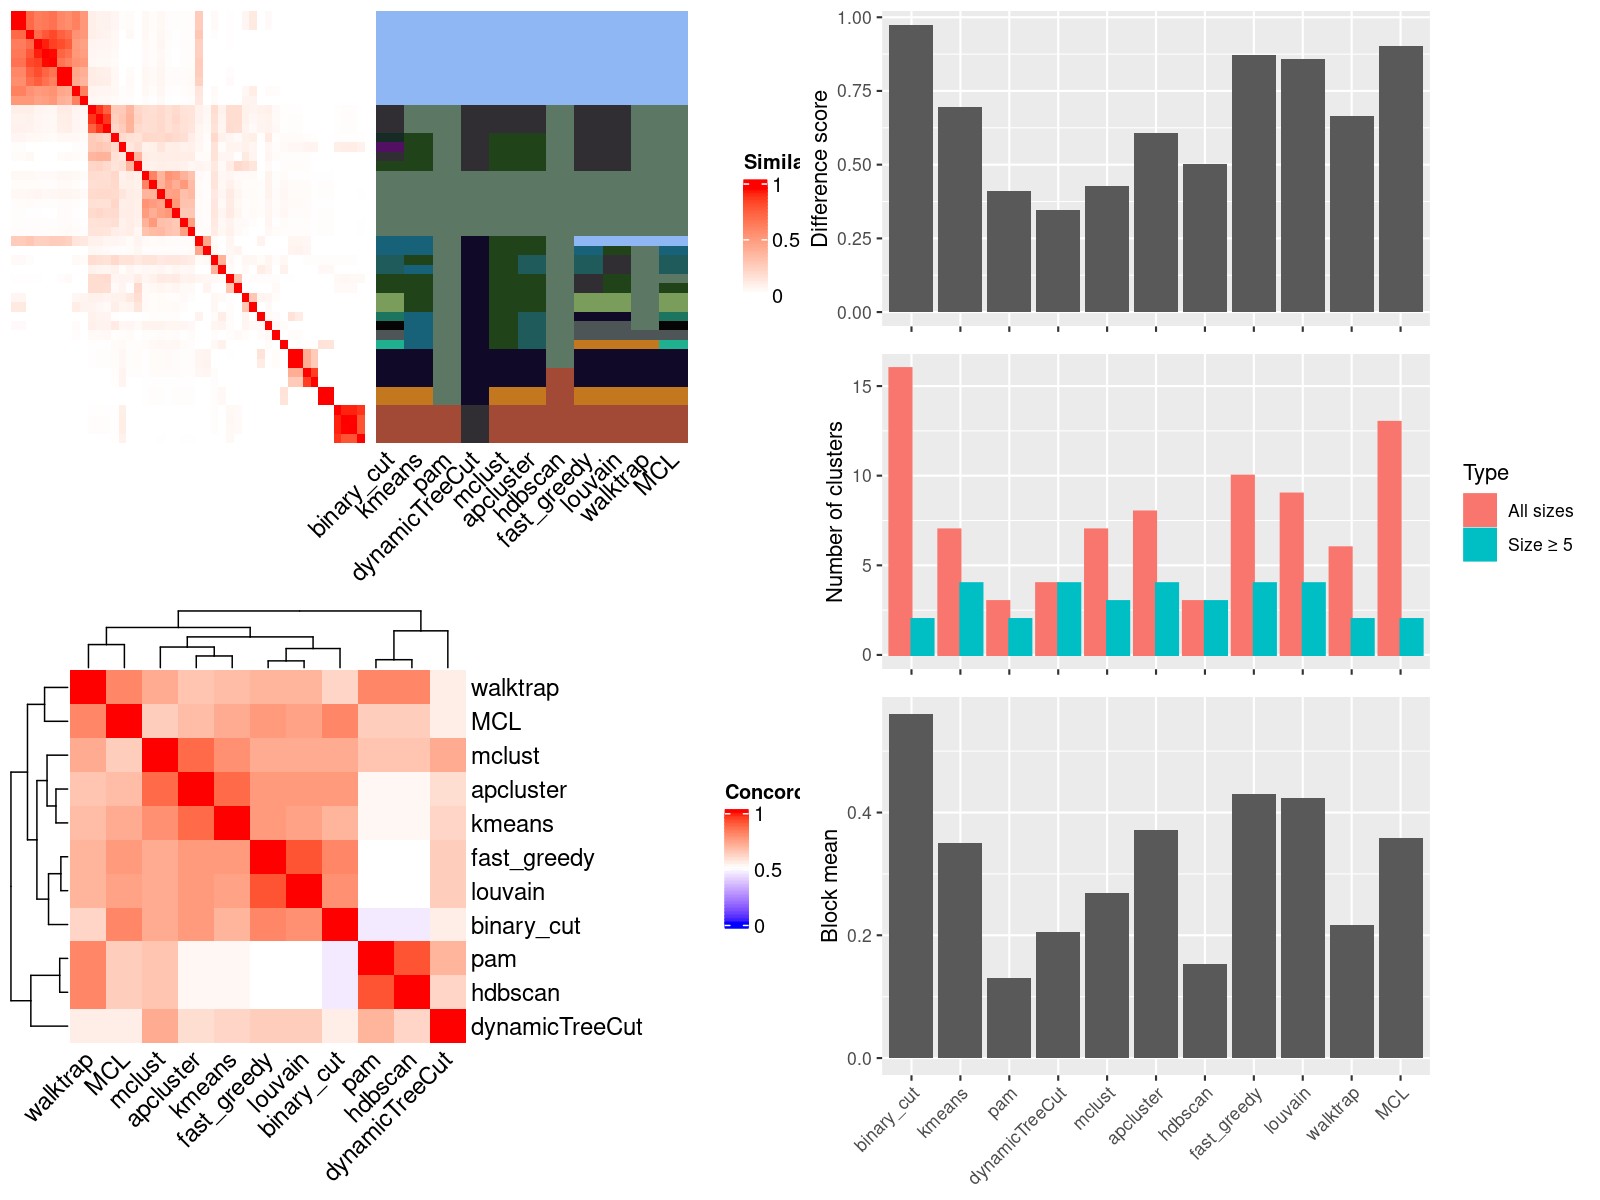 Simila
1
0.5
0
binary_cut
kmeans
pam
dynamicTreeCut
mclust
apcluster
hdbscan
fast_greedy
louvain
walktrap
MCL
Difference score
1.00
0.75
0.50
0.25
0.00
Number of clusters
15
10
5
0
Type
All sizes
Size ≥ 5
walktrap
MCL
mclust
apcluster
kmeans
fast_greedy
louvain
binary_cut
pam
hdbscan
dynamicTreeCut
walktrap
MCL
mclust
apcluster
kmeans
fast_greedy
louvain
binary_cut
pam
hdbscan
dynamicTreeCut
Concord
1
0.5
0
Block mean
0.4
0.2
0.0
binary_cut
kmeans
pam
dynamicTreeCut
mclust
apcluster
hdbscan
fast_greedy
louvain
walktrap
MCL